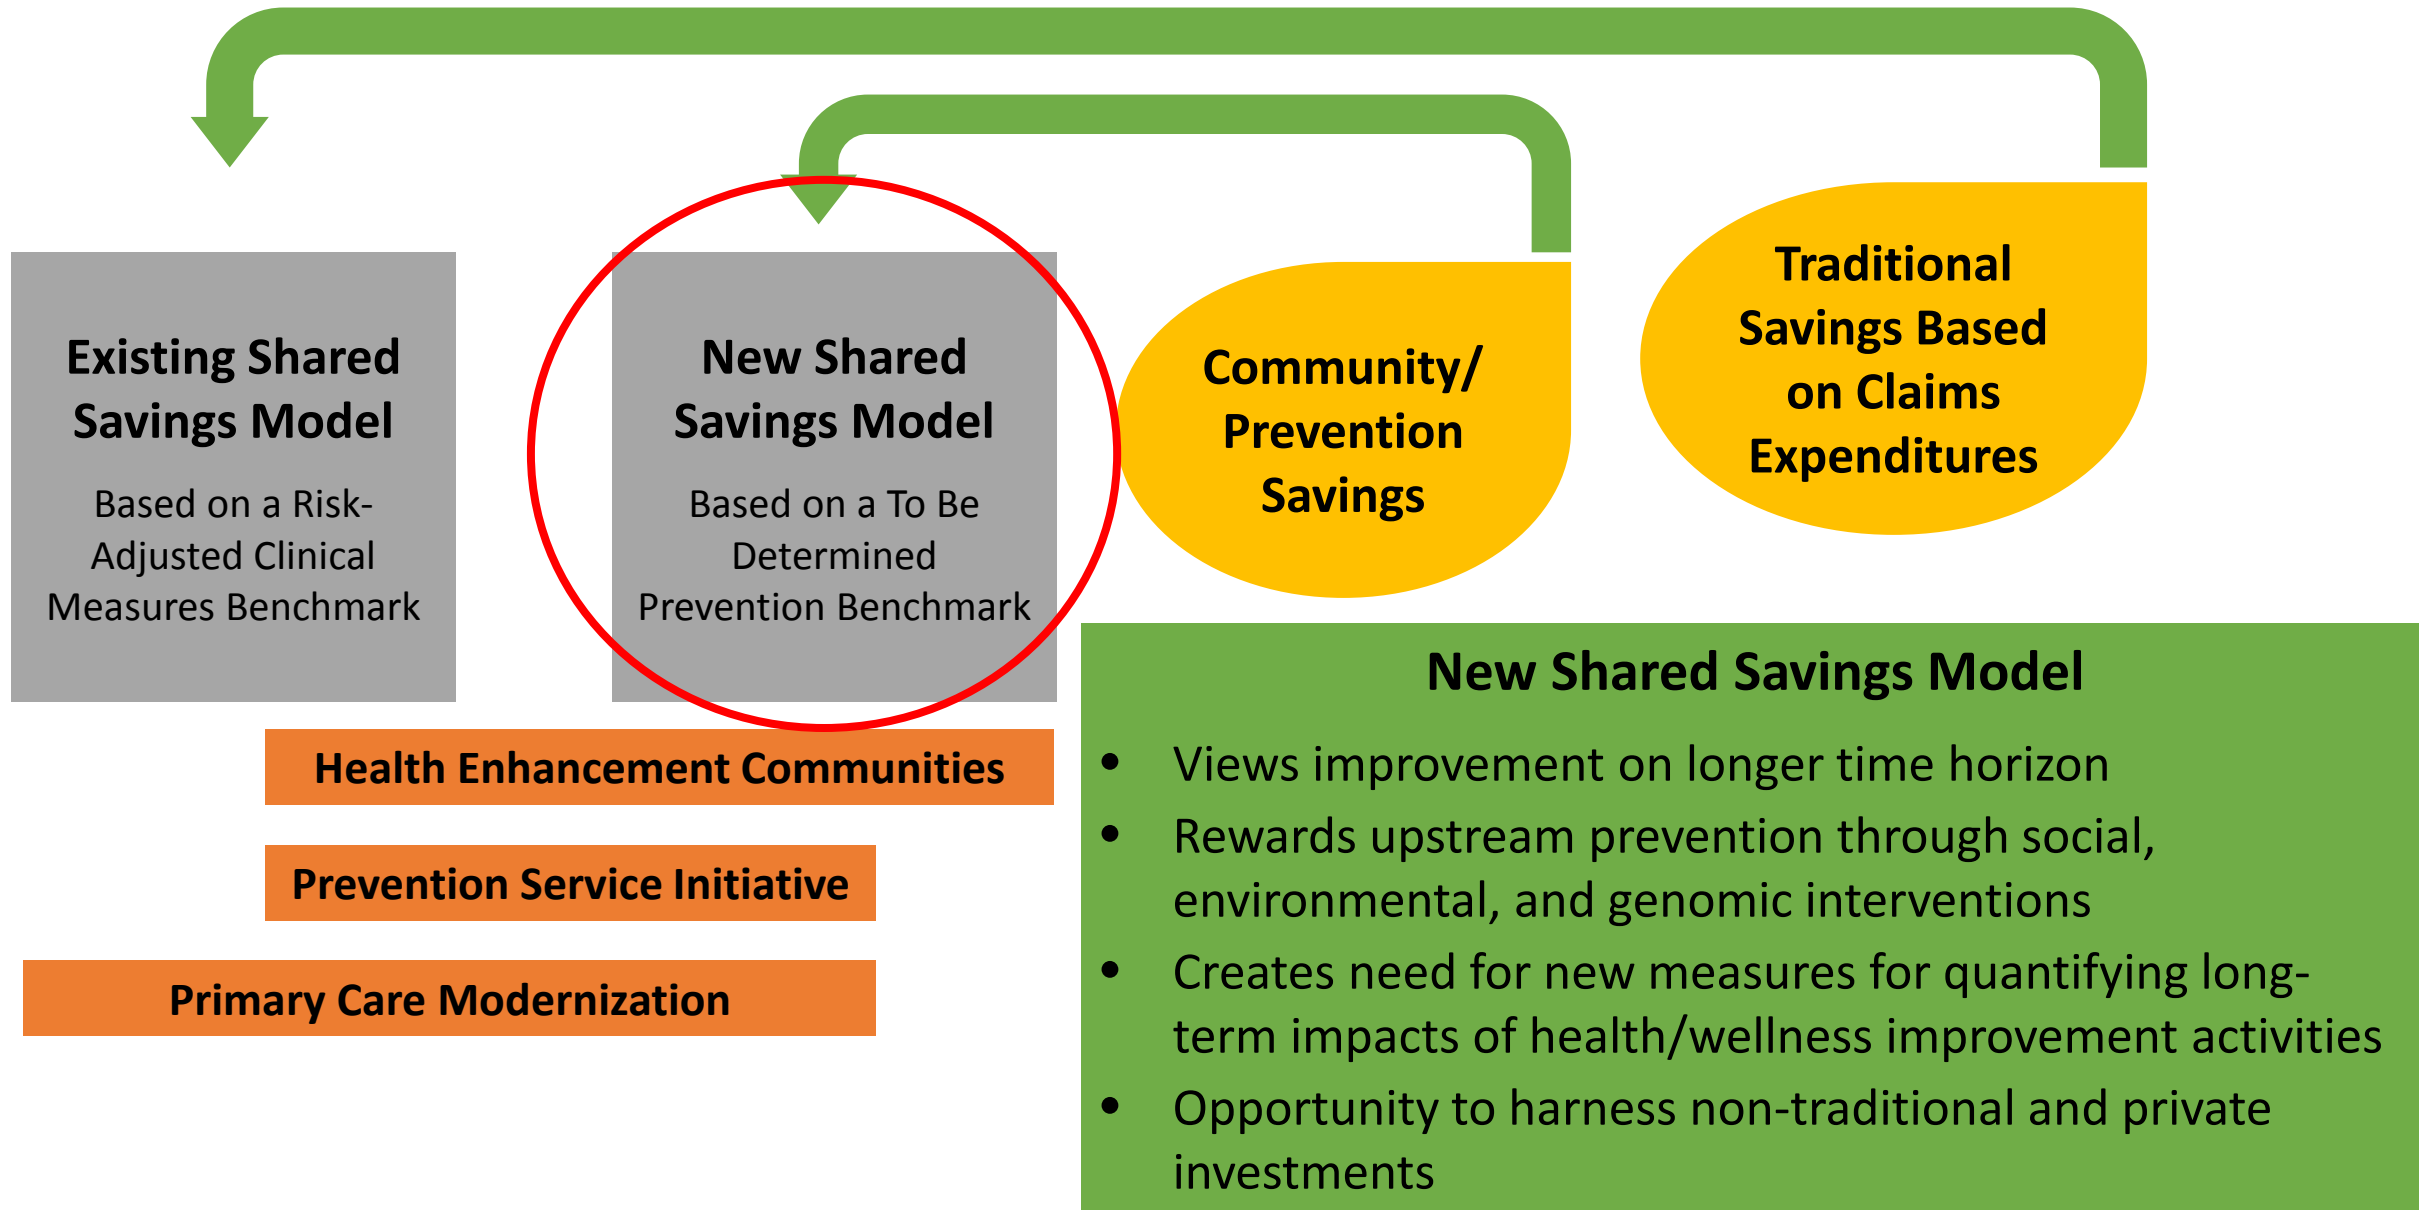 Existing Shared
Savings Model
Based on a Risk-
Adjusted Clinical
Measures Benchmark
New Shared
Savings Model
Based on a To Be
Determined
Prevention Benchmark
Community/
Prevention
Savings
Traditional
Savings Based
on Claims
Expenditures
Health Enhancement Communities
Prevention Service Initiative
Primary Care Modernization
New Shared Savings Model
• Views improvement on longer time horizon
• Rewards upstream prevention through social,
environmental, and genomic interventions
• Creates need for new measures for quantifying long-
term impacts of health/wellness improvement activities
• Opportunity to harness non-traditional and private
investments